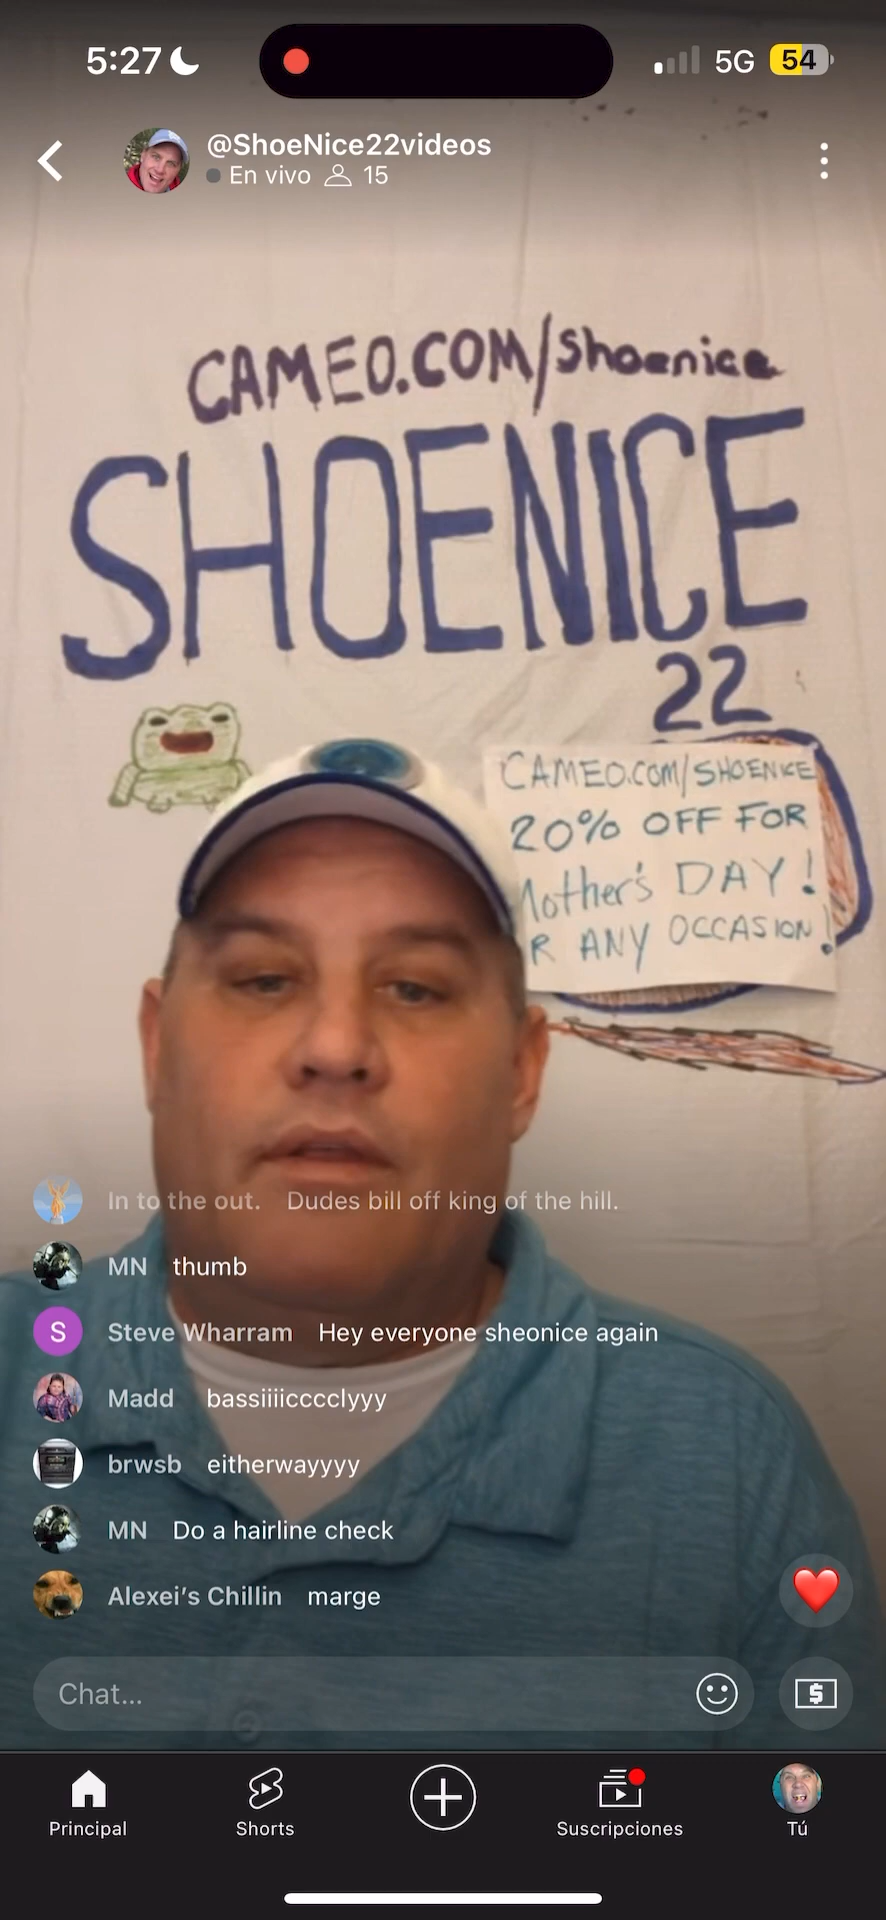 5:27
5G
54
@ShoeNice22videos
En vivo 15
CAMEO.COM/shoenice
SHOENICE
22
CAMEO.COM/SHOENICE
20% OFF FOR
Mother's DAY!
R ANY OCCASION!
In to the out. Dudes bill off king of the hill.
MN thumb
Steve Wharram Hey everyone sheonice again
Madd bassiiiicccclyyy
brwsb eitherwayyyy
MN Do a hairline check
Alexei's Chillin marge
Chat...
Principal Shorts Suscripciones Tú